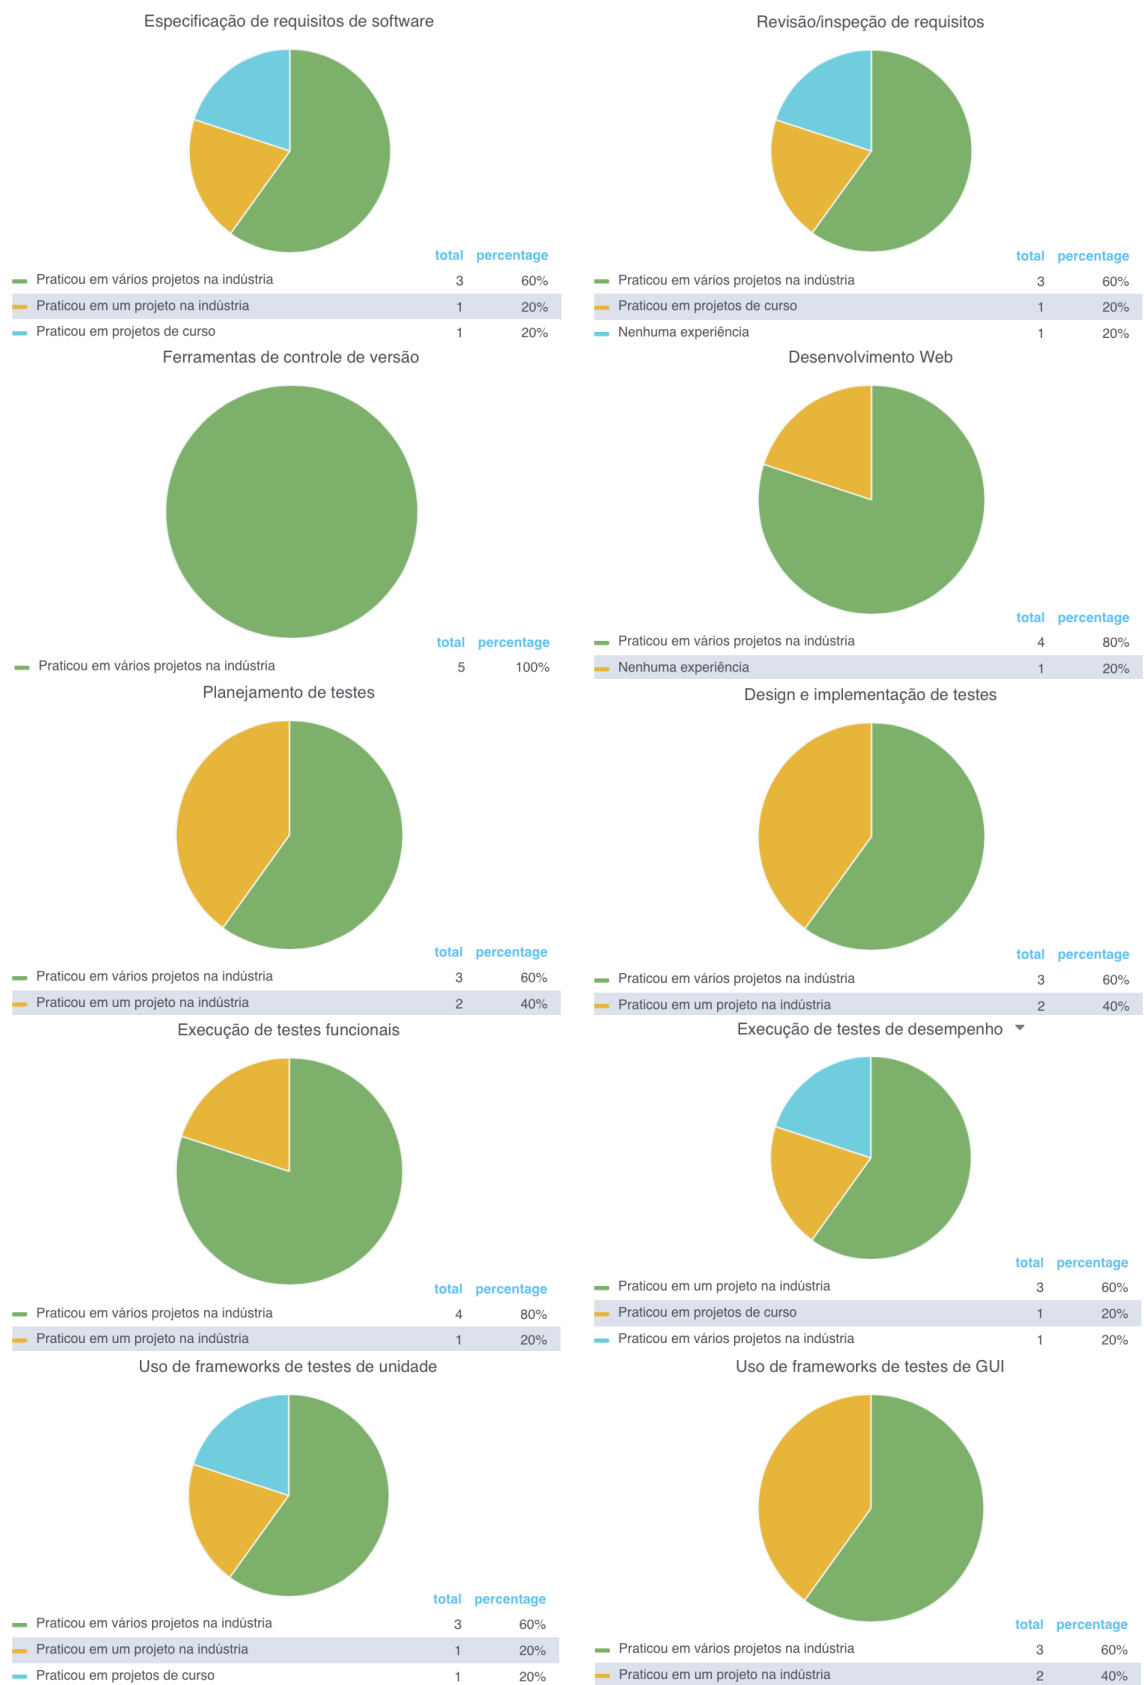 Especificação de requisitos de software
total percentage
Praticou em vários projetos na indústria 3 60%
Praticou em um projeto na indústria 1 20%
Praticou em projetos de curso 1 20%
Revisão/inspeção de requisitos
total percentage
Praticou em vários projetos na indústria 3 60%
Praticou em projetos de curso 1 20%
Nenhuma experiência 1 20%
Ferramentas de controle de versão
total percentage
Praticou em vários projetos na indústria 5 100%
Desenvolvimento Web
total percentage
Praticou em vários projetos na indústria 4 80%
Nenhuma experiência 1 20%
Planejamento de testes
total percentage
Praticou em vários projetos na indústria 3 60%
Praticou em um projeto na indústria 2 40%
Design e implementação de testes
total percentage
Praticou em vários projetos na indústria 3 60%
Praticou em um projeto na indústria 2 40%
Execução de testes funcionais
total percentage
Praticou em vários projetos na indústria 4 80%
Praticou em um projeto na indústria 1 20%
Execução de testes de desempenho
total percentage
Praticou em um projeto na indústria 3 60%
Praticou em projetos de curso 1 20%
Praticou em vários projetos na indústria 1 20%
Uso de frameworks de testes de unidade
total percentage
Praticou em vários projetos na indústria 3 60%
Praticou em um projeto na indústria 1 20%
Praticou em projetos de curso 1 20%
Uso de frameworks de testes de GUI
total percentage
Praticou em vários projetos na indústria 3 60%
Praticou em um projeto na indústria 2 40%